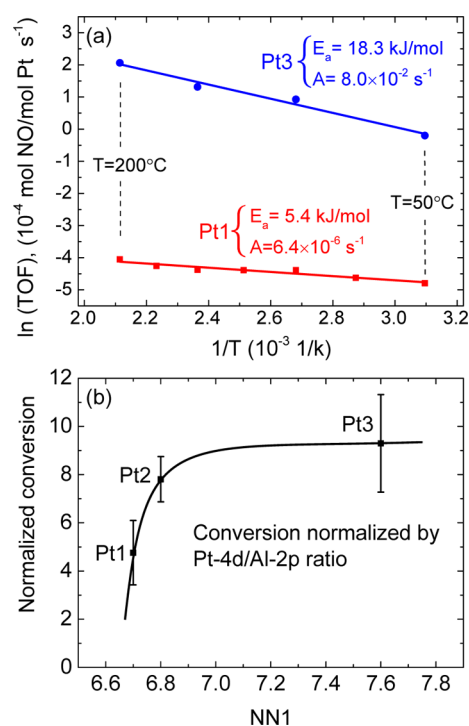 (a)
Pt3
Eₐ = 18.3 kJ/mol
A= 8.0×10⁻² s⁻¹
T=200°C
T=50°C
Pt1
Eₐ = 5.4 kJ/mol
A=6.4×10⁻⁶ s⁻¹
3
2
1
0
-1
-2
-3
-4
-5
ln (TOF), (10⁻⁴ mol NO/mol Pt s⁻¹)
2.0 2.2 2.4 2.6 2.8 3.0 3.2
1/T (10⁻³ 1/k)
(b)
12
10
8
6
4
2
0
Normalized conversion
Pt3
Pt2
Pt1
Conversion normalized by
Pt-4d/Al-2p ratio
6.6 6.8 7.0 7.2 7.4 7.6 7.8
NN1